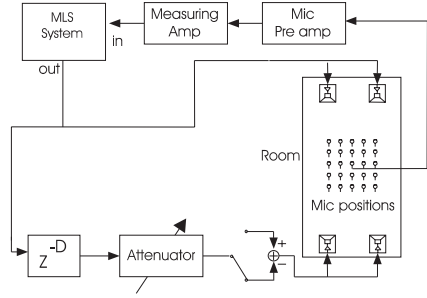 MLS
System
in
out
Measuring
Amp
Mic
Pre amp
Room
Mic positions
Z-D
Attenuator
+
−